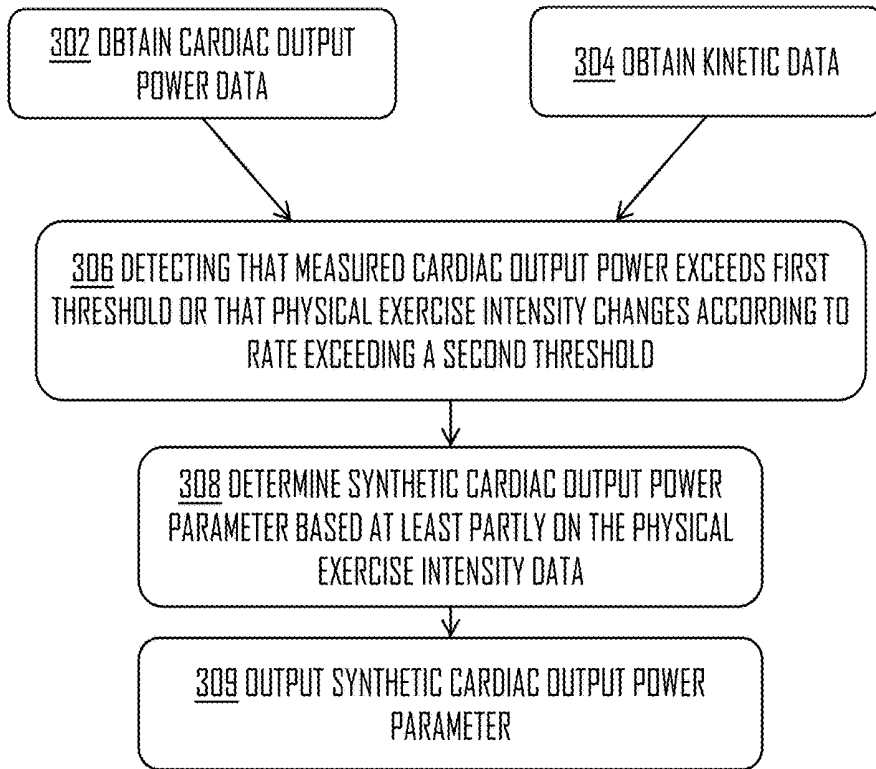 302 OBTAIN CARDIAC OUTPUT
POWER DATA
304 OBTAIN KINETIC DATA
306 DETECTING THAT MEASURED CARDIAC OUTPUT POWER EXCEEDS FIRST
THRESHOLD OR THAT PHYSICAL EXERCISE INTENSITY CHANGES ACCORDING TO
RATE EXCEEDING A SECOND THRESHOLD
308 DETERMINE SYNTHETIC CARDIAC OUTPUT POWER
PARAMETER BASED AT LEAST PARTLY ON THE PHYSICAL
EXERCISE INTENSITY DATA
309 OUTPUT SYNTHETIC CARDIAC OUTPUT POWER
PARAMETER